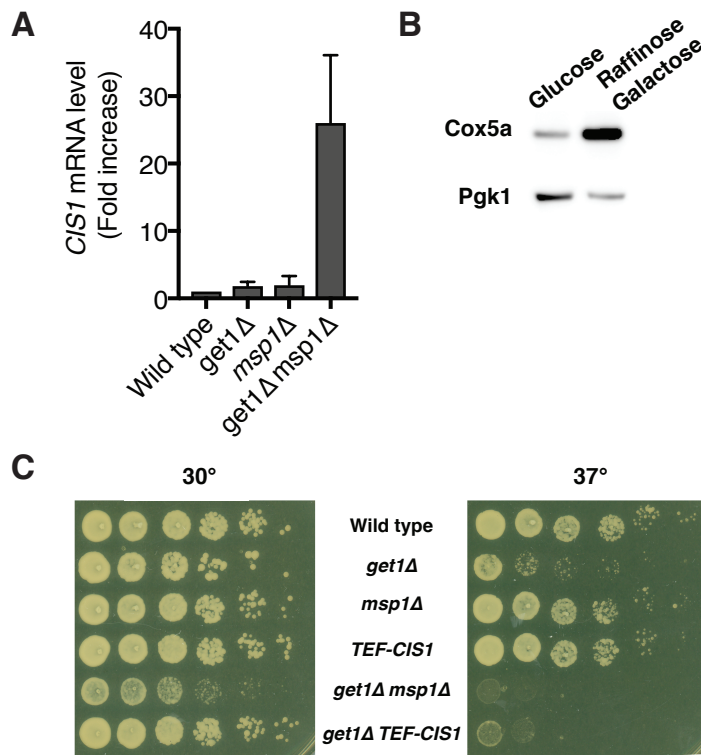 A
CIS1 mRNA level
(Fold increase)
40
30
20
10
0
Wild type
get1Δ
msp1Δ
get1Δ msp1Δ
B
Glucose
Raffinose
Galactose
Cox5a
Pgk1
C
30°
37°
Wild type
get1Δ
msp1Δ
TEF-CIS1
get1Δ msp1Δ
get1Δ TEF-CIS1